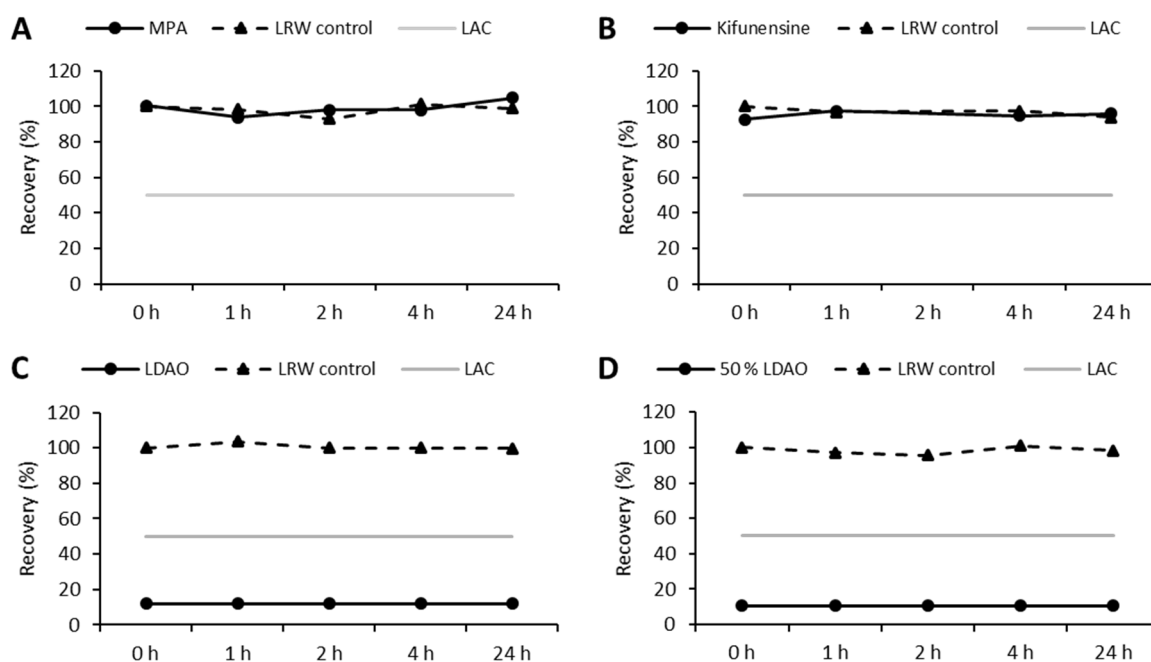 A
MPA LRW control LAC
Recovery (%)
120
100
80
60
40
20
0
0 h 1 h 2 h 4 h 24 h
B
Kifunensine LRW control LAC
Recovery (%)
120
100
80
60
40
20
0
0 h 1 h 2 h 4 h 24 h
C
LDAO LRW control LAC
Recovery (%)
120
100
80
60
40
20
0
0 h 1 h 2 h 4 h 24 h
D
50 % LDAO LRW control LAC
Recovery (%)
120
100
80
60
40
20
0
0 h 1 h 2 h 4 h 24 h